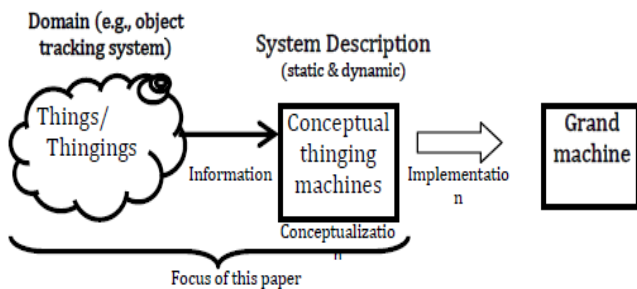 Domain (e.g., object
tracking system)
System Description
(static & dynamic)
Things/
Thingings
Information
Conceptual
thinging
machines
Conceptualizatio
n
Implementatio
n
Grand
machine
Focus of this paper